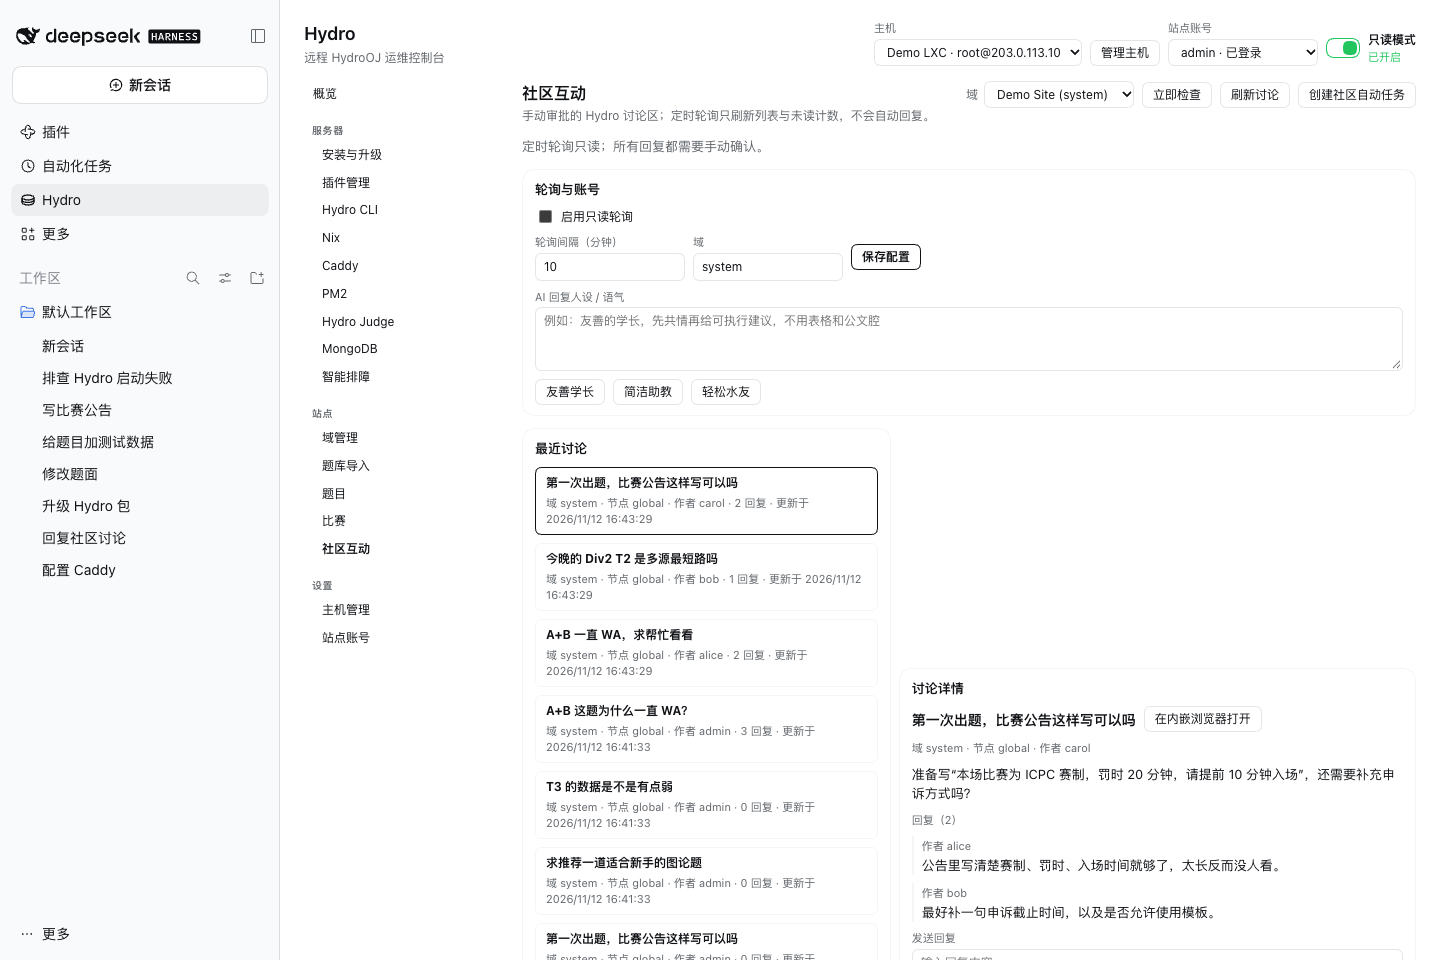 deepseek HARNESS
新会话
插件
自动化任务
Hydro
更多
工作区
默认工作区
新会话
排查 Hydro 启动失败
写比赛公告
给题目加测试数据
修改题面
升级 Hydro 包
回复社区讨论
配置 Caddy
更多
Hydro
远程 HydroOJ 运维控制台
主机
Demo LXC · root@203.0.113.10
管理主机
站点账号
admin · 已登录
只读模式
已开启
概览
服务器
安装与升级
插件管理
Hydro CLI
Nix
Caddy
PM2
Hydro Judge
MongoDB
智能排障
站点
域管理
题库导入
题目
比赛
社区互动
设置
主机管理
站点账号
社区互动
手动审批的 Hydro 讨论区；定时轮询只刷新列表与未读计数，不会自动回复。
域
Demo Site (system)
立即检查
刷新讨论
创建社区自动任务
定时轮询只读；所有回复都需要手动确认。
轮询与账号
启用只读轮询
轮询间隔（分钟）
域
10
system
保存配置
AI 回复人设 / 语气
例如：友善的学长，先共情再给可执行建议，不用表格和公文腔
友善学长
简洁助教
轻松水友
最近讨论
第一次出题，比赛公告这样写可以吗
域 system · 节点 global · 作者 carol · 2 回复 · 更新于
2026/11/12 16:43:29
今晚的 Div2 T2 是多源最短路吗
域 system · 节点 global · 作者 bob · 1 回复 · 更新于 2026/11/12
16:43:29
A+B 一直 WA，求帮忙看看
域 system · 节点 global · 作者 alice · 2 回复 · 更新于
2026/11/12 16:43:29
A+B 这题为什么一直 WA?
域 system · 节点 global · 作者 admin · 3 回复 · 更新于
2026/11/12 16:41:33
T3 的数据是不是有点弱
域 system · 节点 global · 作者 admin · 0 回复 · 更新于
2026/11/12 16:41:33
求推荐一道适合新手的图论题
域 system · 节点 global · 作者 admin · 0 回复 · 更新于
2026/11/12 16:41:33
第一次出题，比赛公告这样写可以吗
域 system · 节点 global · 作者 admin · 0 回复 · 更新于
讨论详情
第一次出题，比赛公告这样写可以吗
在内嵌浏览器打开
域 system · 节点 global · 作者 carol
准备写“本场比赛为 ICPC 赛制，罚时 20 分钟，请提前 10 分钟入场”，还需要补充申
诉方式吗?
回复（2）
作者 alice
公告里写清楚赛制、罚时、入场时间就够了，太长反而没人看。
作者 bob
最好补一句申诉截止时间，以及是否允许使用模板。
发送回复